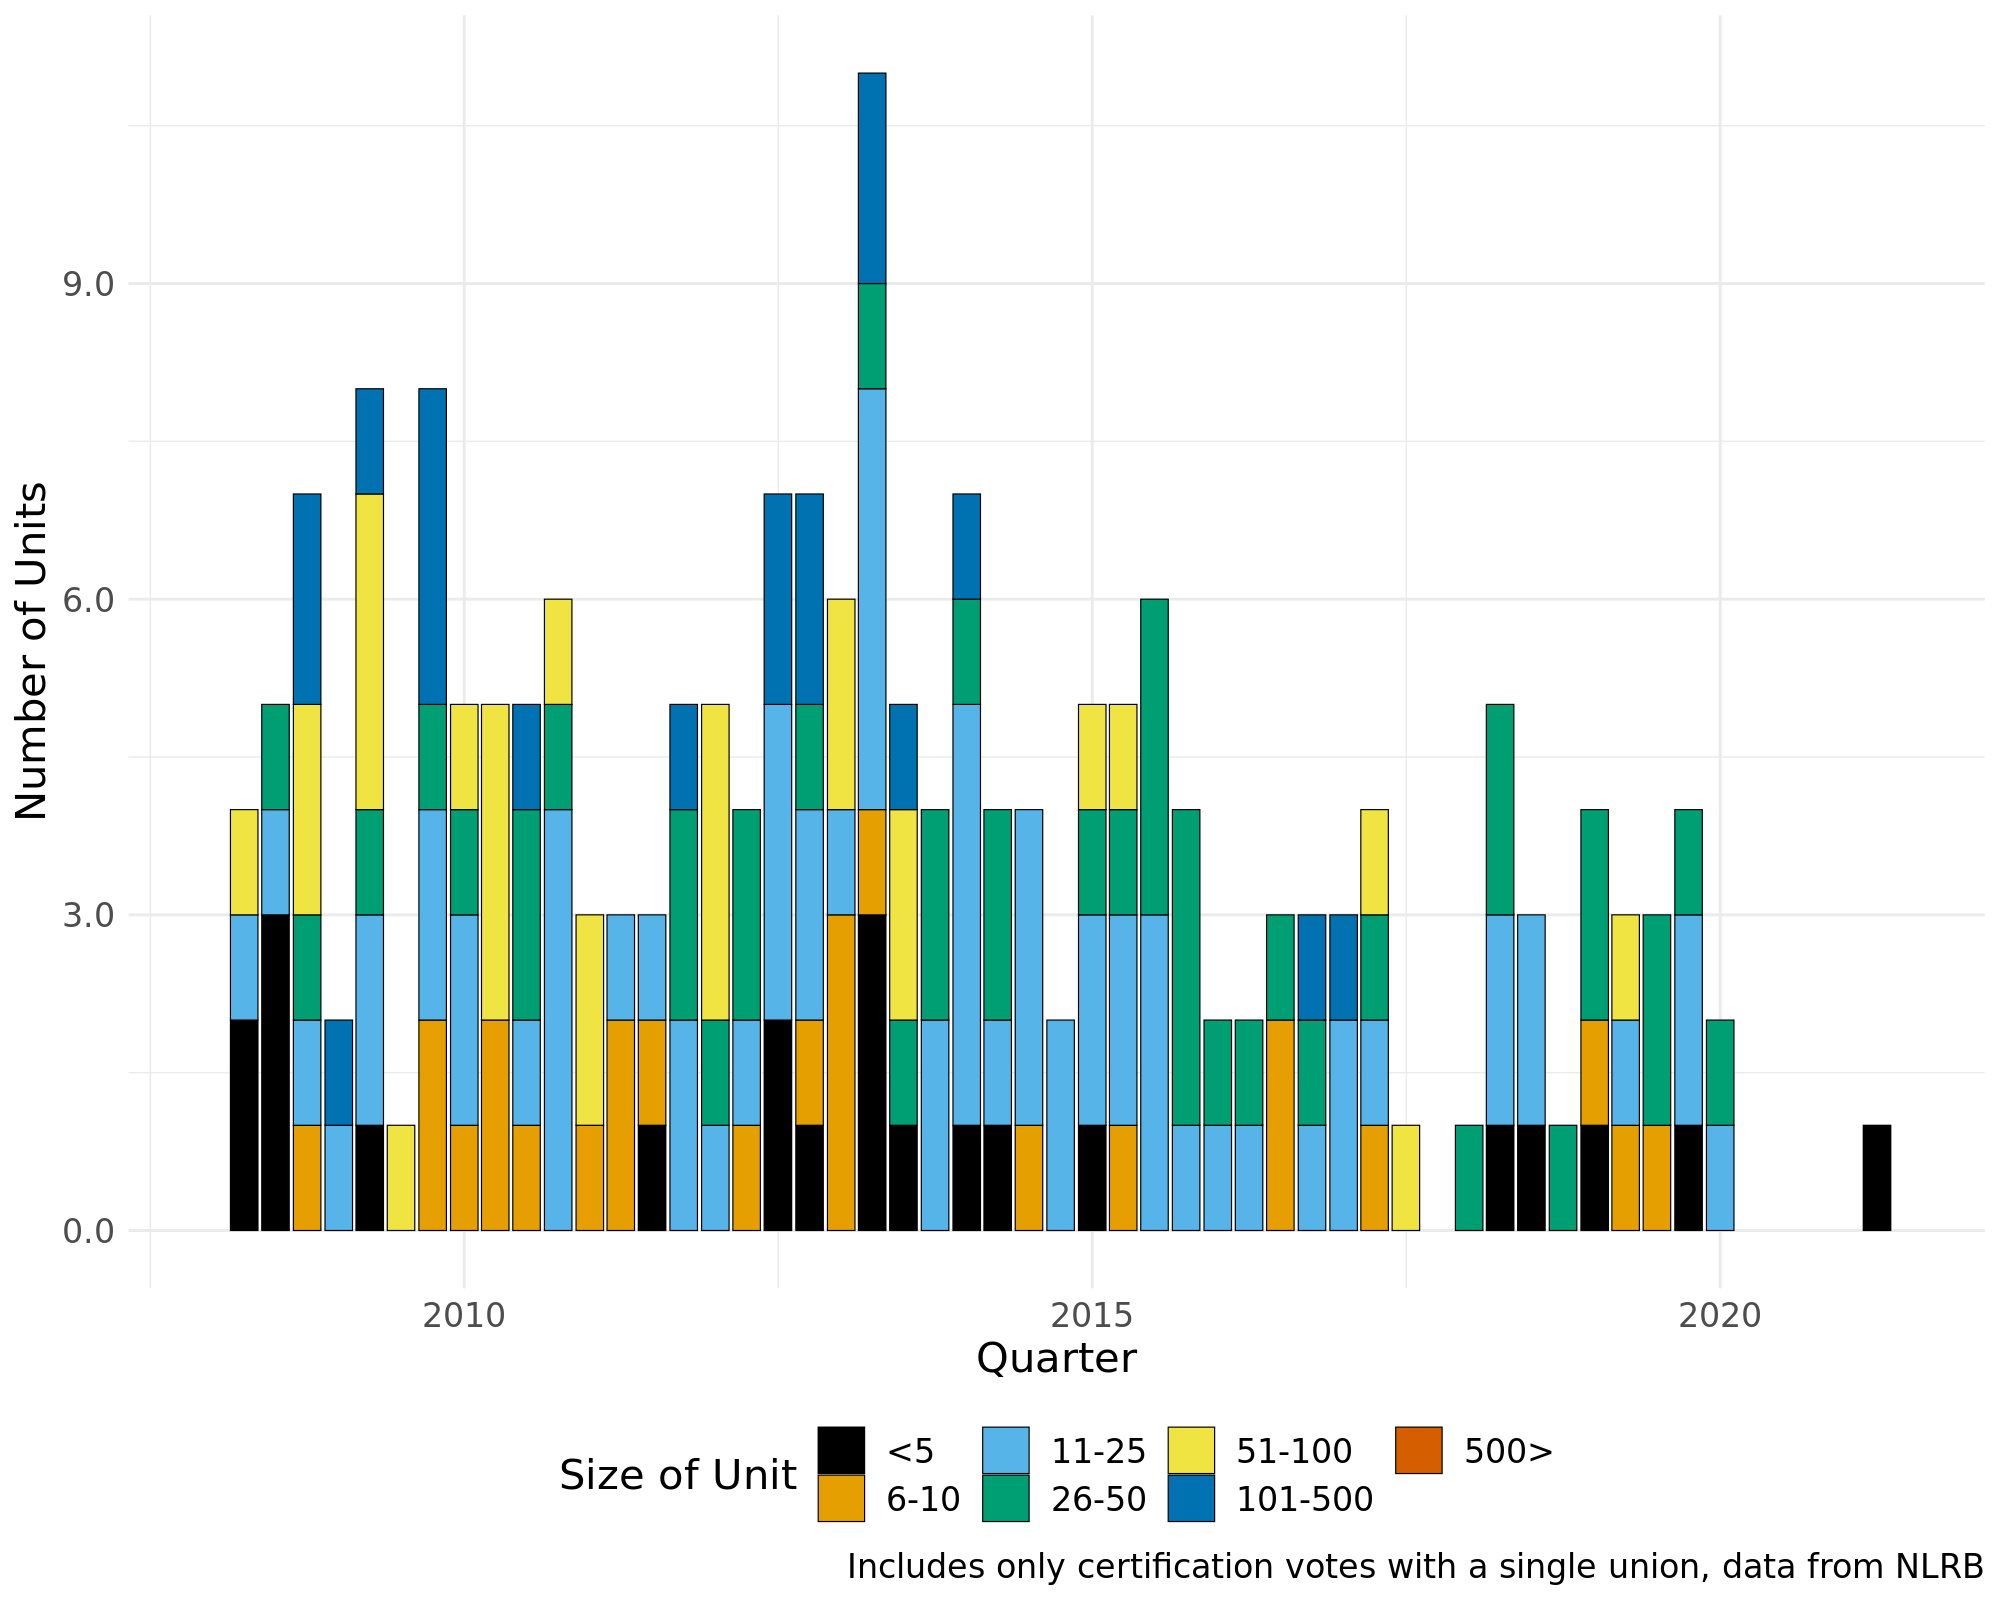 9.0
6.0
3.0
0.0
Number of Units
2010 2015 2020
Quarter
Size of Unit
<5 11-25 51-100 500>
6-10 26-50 101-500
Includes only certification votes with a single union, data from NLRB